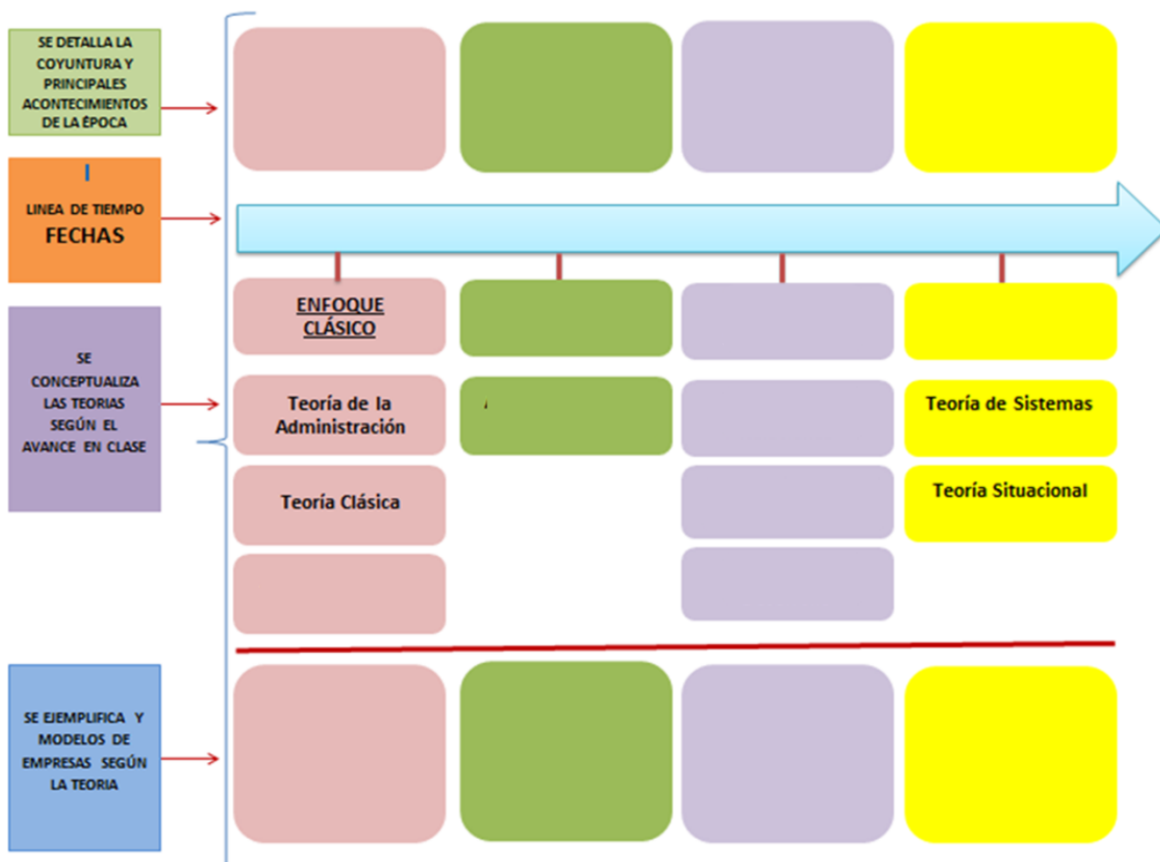 SE DETALLA LA
COYUNTURA Y
PRINCIPALES
ACONTECIMIENTOS
DE LA ÉPOCA
LINEA DE TIEMPO
FECHAS
SE
CONCEPTUALIZA
LAS TEORIAS
SEGÚN EL
AVANCE EN CLASE
SE EJEMPLIFICA Y
MODELOS DE
EMPRESAS SEGÚN
LA TEORIA
ENFOQUE
CLÁSICO
Teoría de la
Administración
Teoría Clásica
Teoría de Sistemas
Teoría Situacional